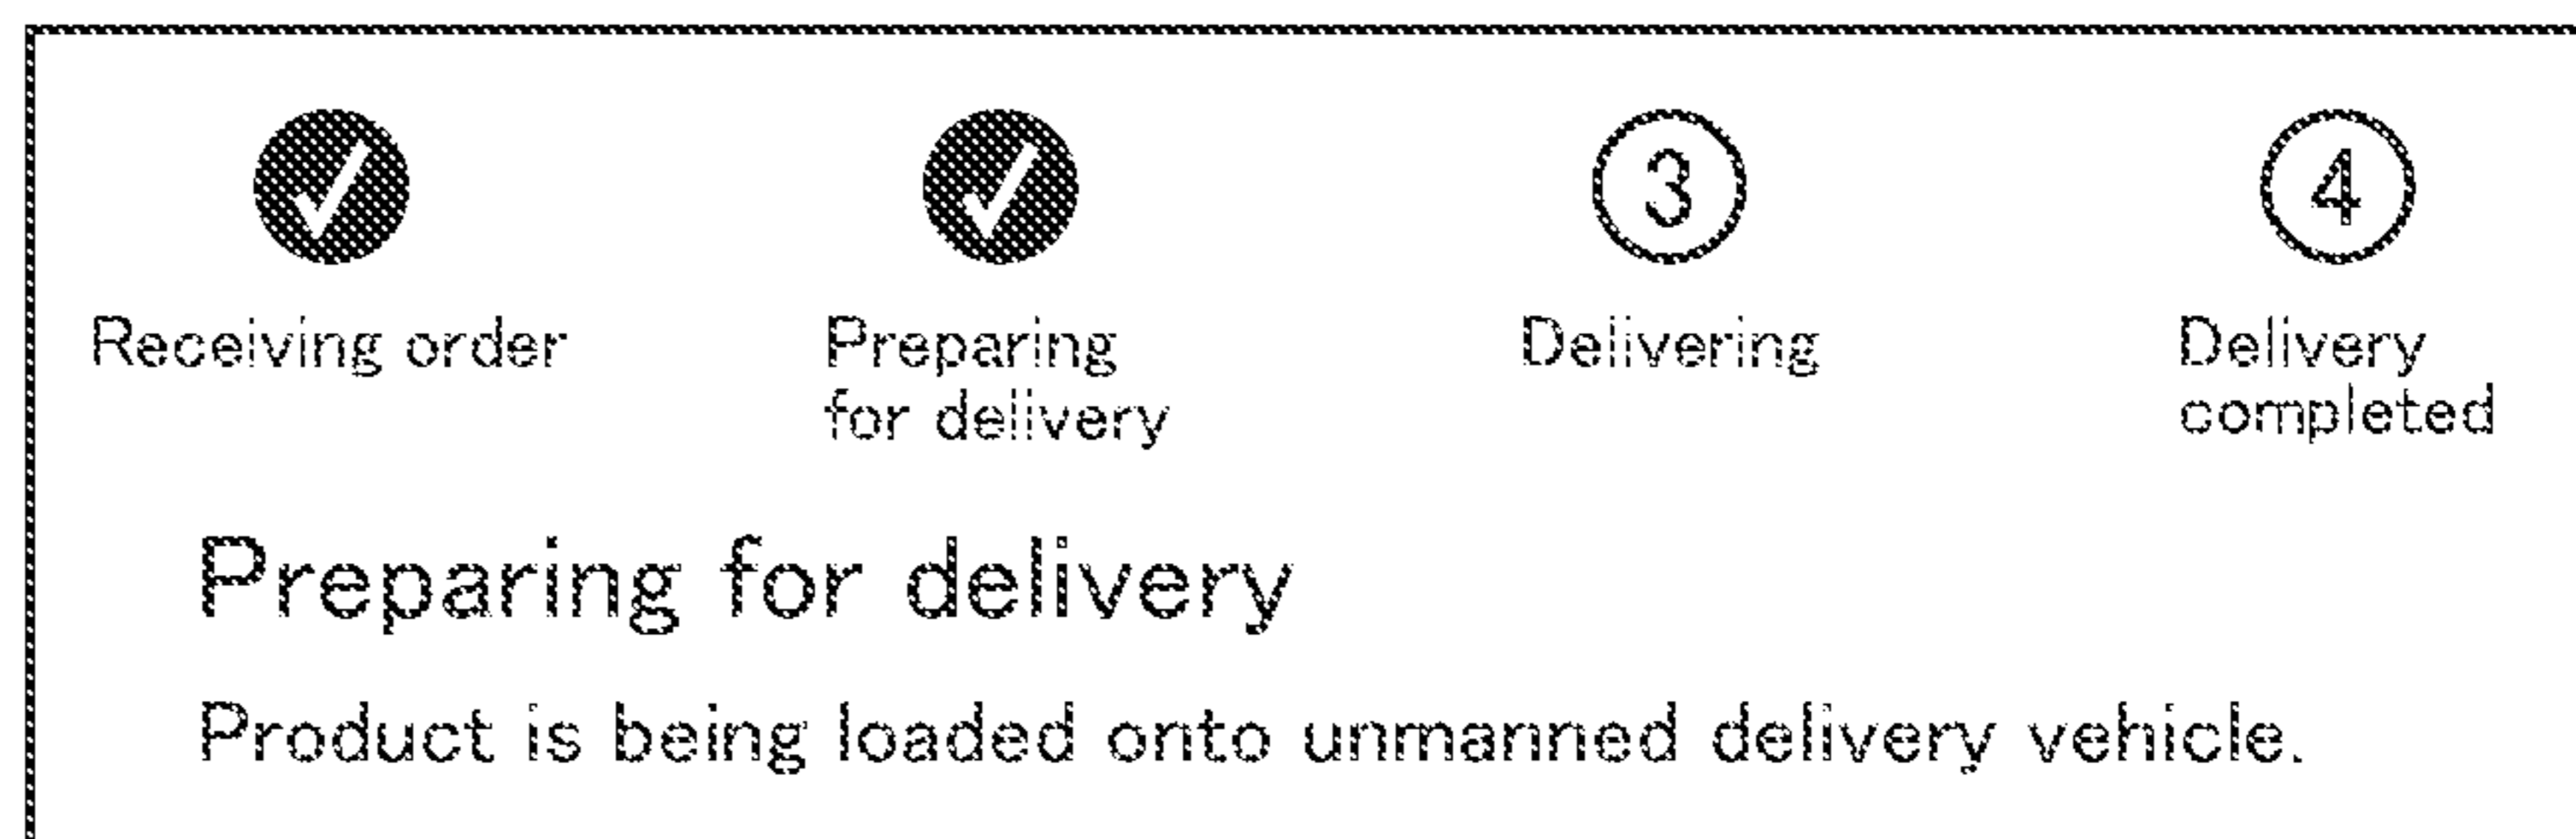 3
4
Receiving order
Preparing
for delivery
Delivering
Delivery
completed
Preparing for delivery
Product is being loaded onto unmanned delivery vehicle.